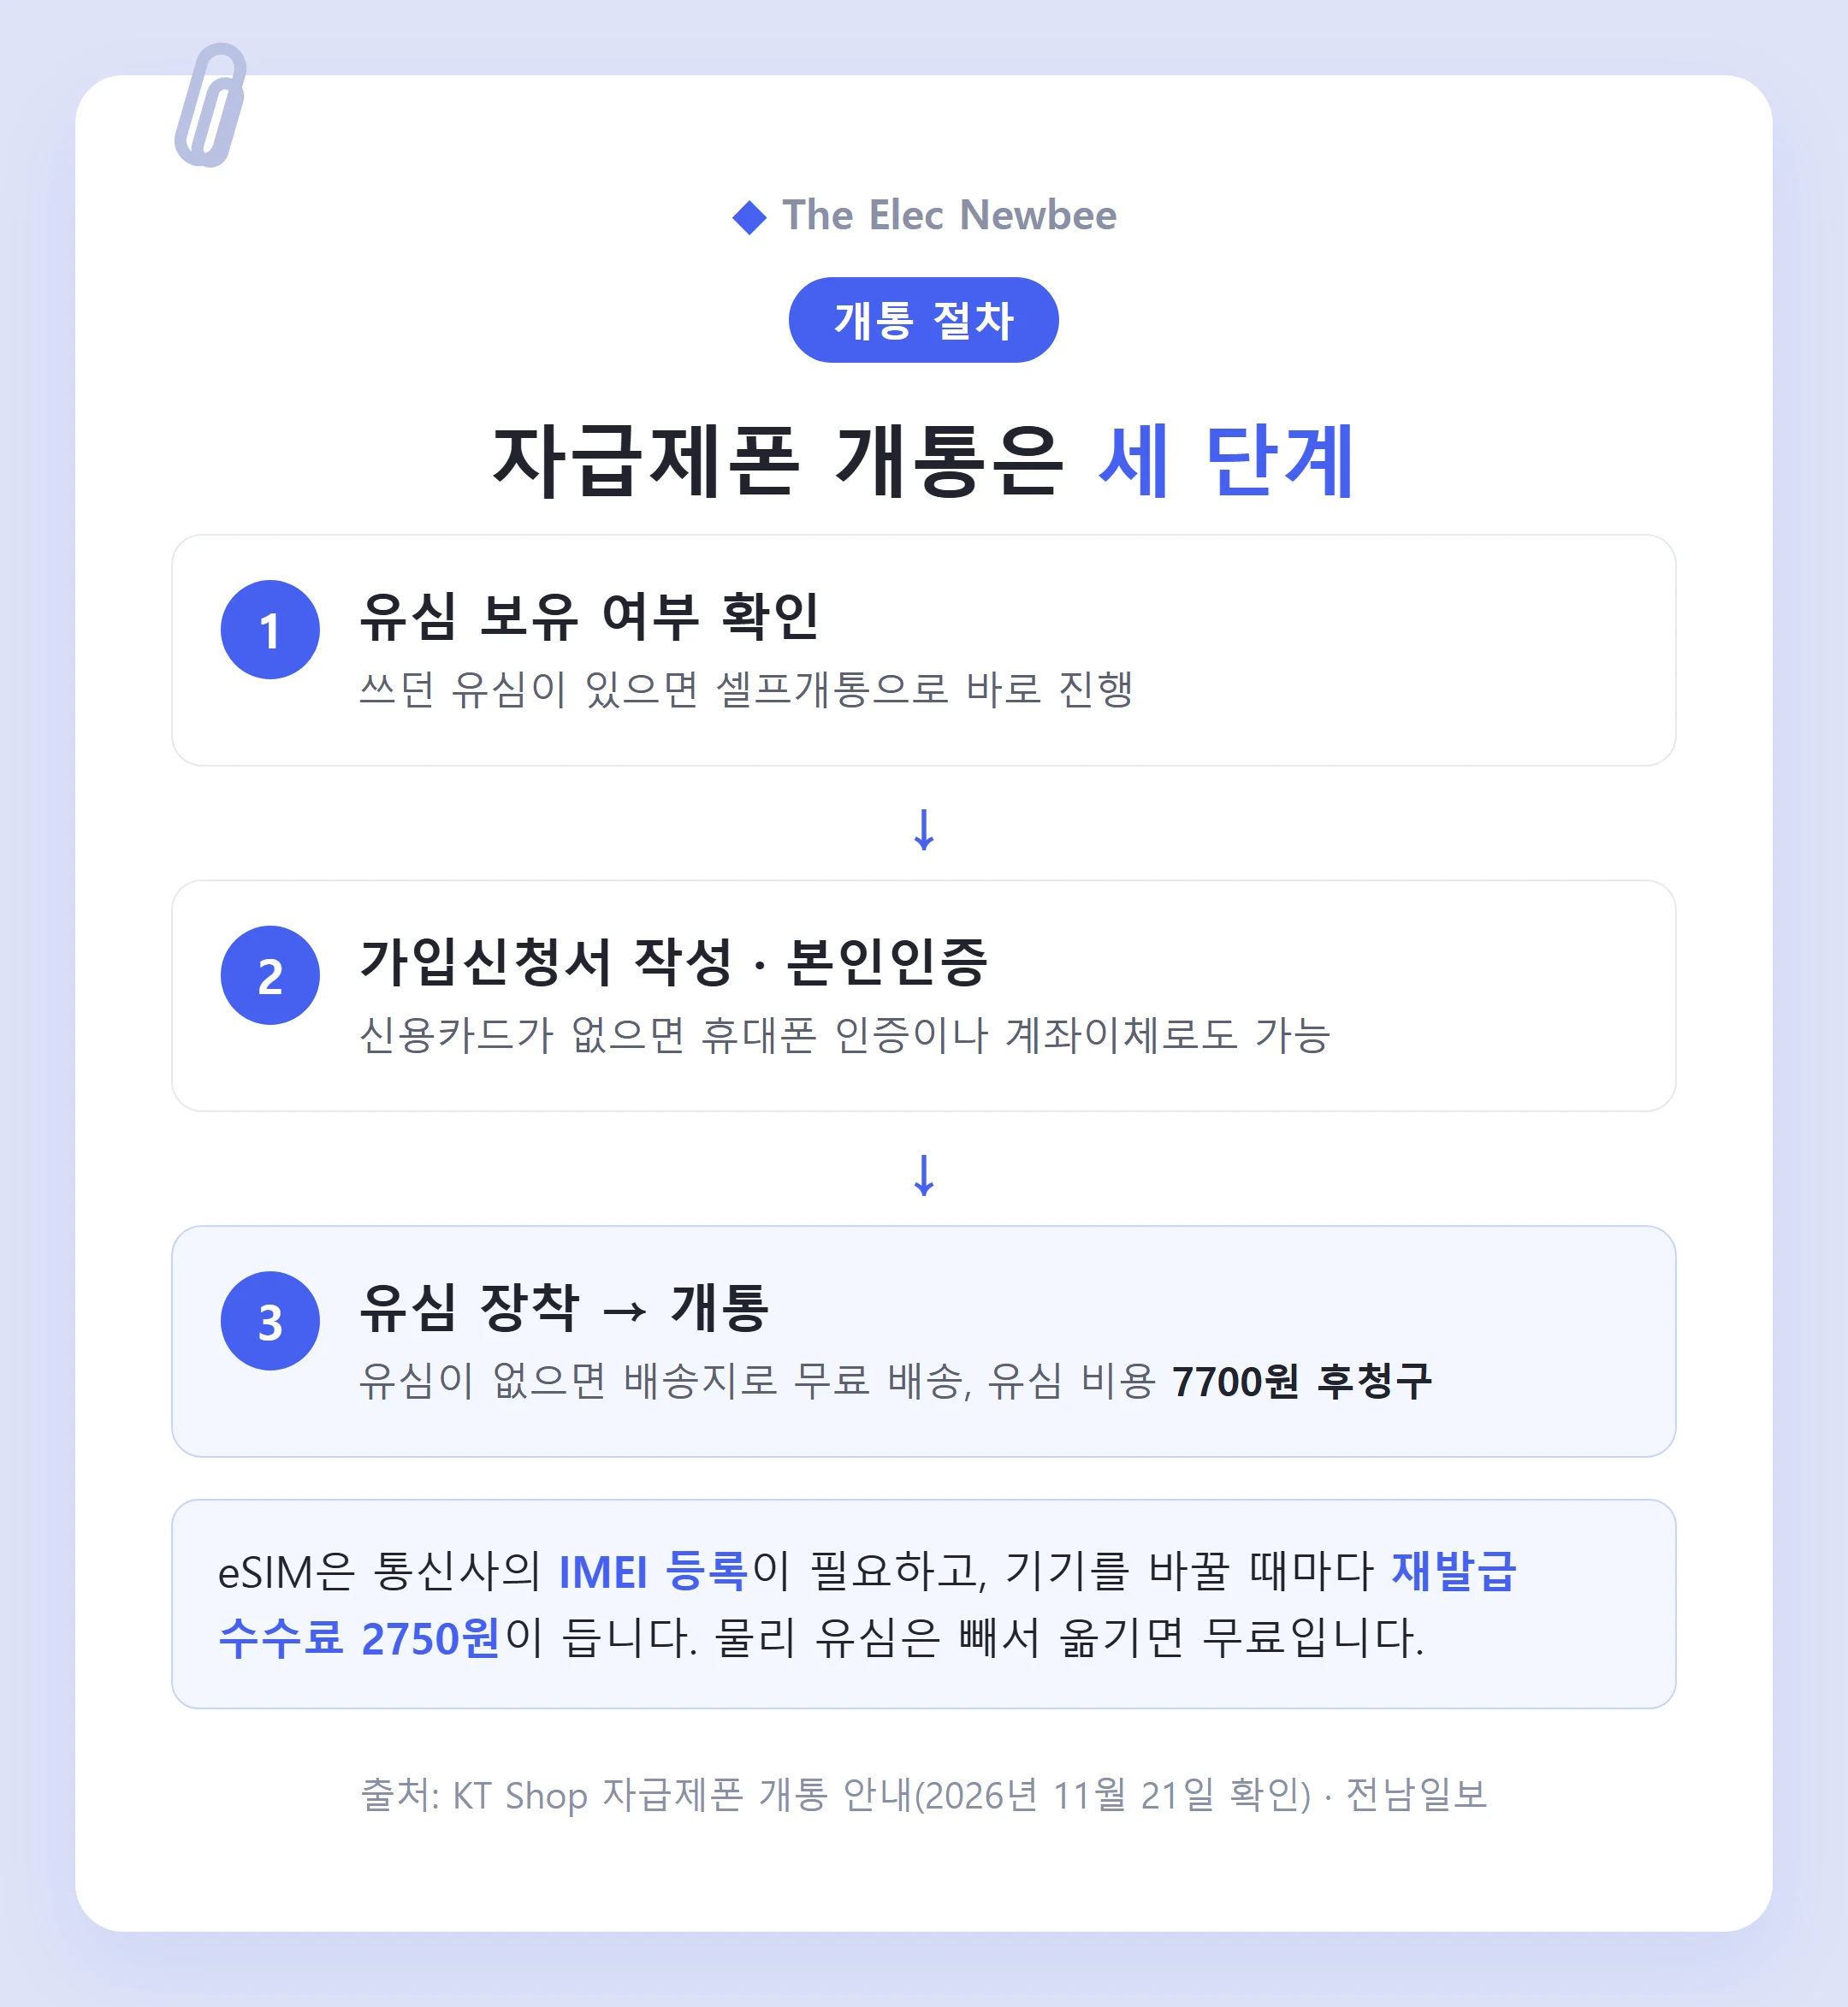 ◆ The Elec Newbee
개통 절차
자급제폰 개통은 세 단계
1
유심 보유 여부 확인
쓰던 유심이 있으면 셀프개통으로 바로 진행
↓
2
가입신청서 작성 · 본인인증
신용카드가 없으면 휴대폰 인증이나 계좌이체로도 가능
↓
3
유심 장착 → 개통
유심이 없으면 배송지로 무료 배송, 유심 비용 7700원 후청구
eSIM은 통신사의 IMEI 등록이 필요하고, 기기를 바꿀 때마다 재발급
수수료 2750원이 듭니다. 물리 유심은 빼서 옮기면 무료입니다.
출처: KT Shop 자급제폰 개통 안내(2026년 11월 21일 확인) · 전남일보